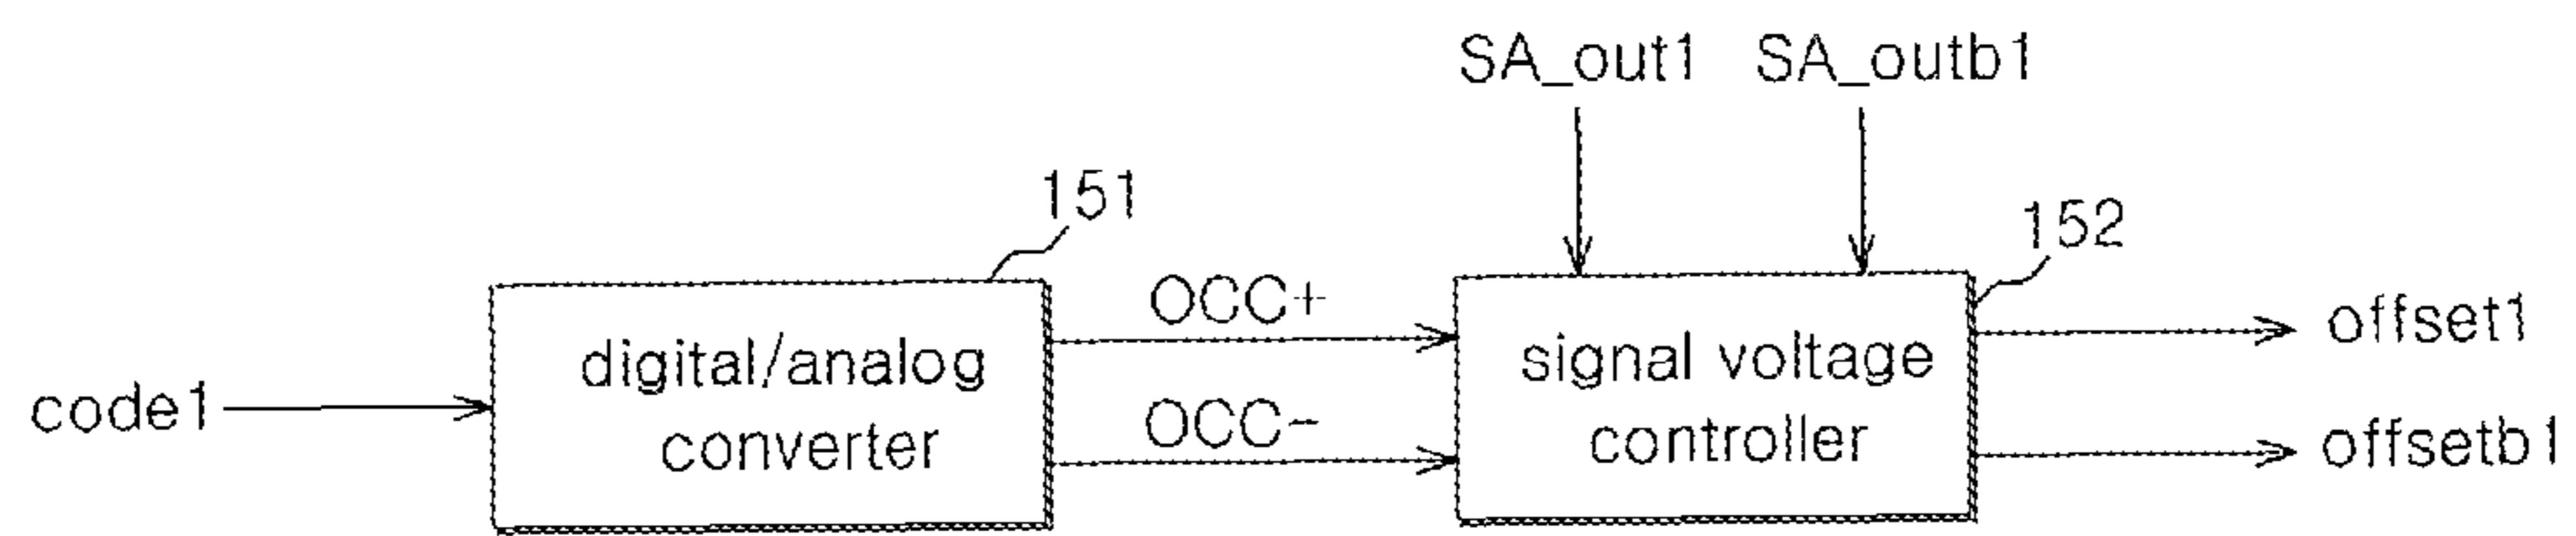 SA_out1 SA_outb1
151
152
OCC+
offset1
digital/analog
converter
signal voltage
controller
code1
OCC-
offsetb1